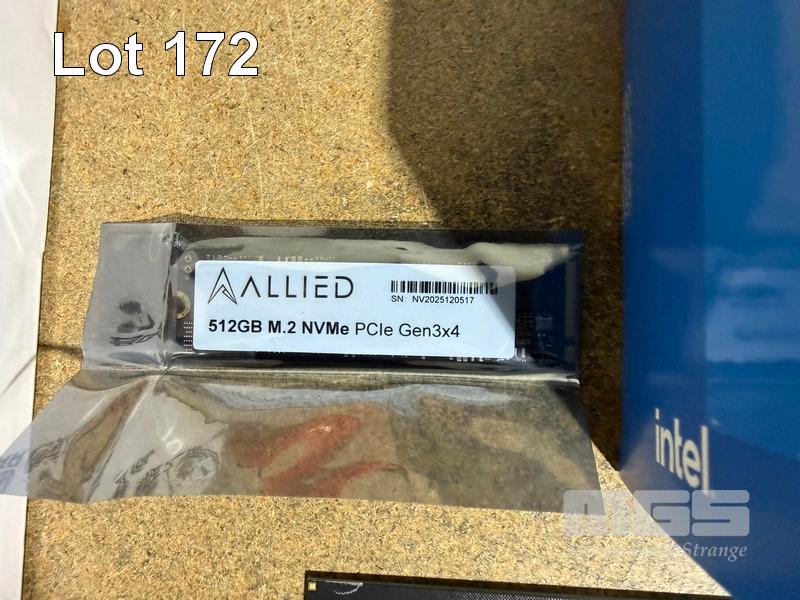 Lot 172
ALLIED
SN: NV2025120517
512GB M.2 NVMe PCIe Gen3x4
intel
Strange